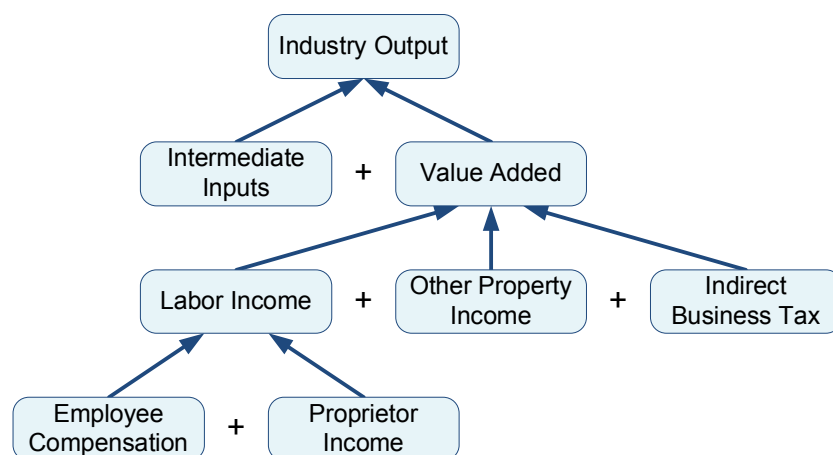 Industry Output
Intermediate
Inputs
+
Value Added
Labor Income
+
Other Property
Income
+
Indirect
Business Tax
Employee
Compensation
+
Proprietor
Income